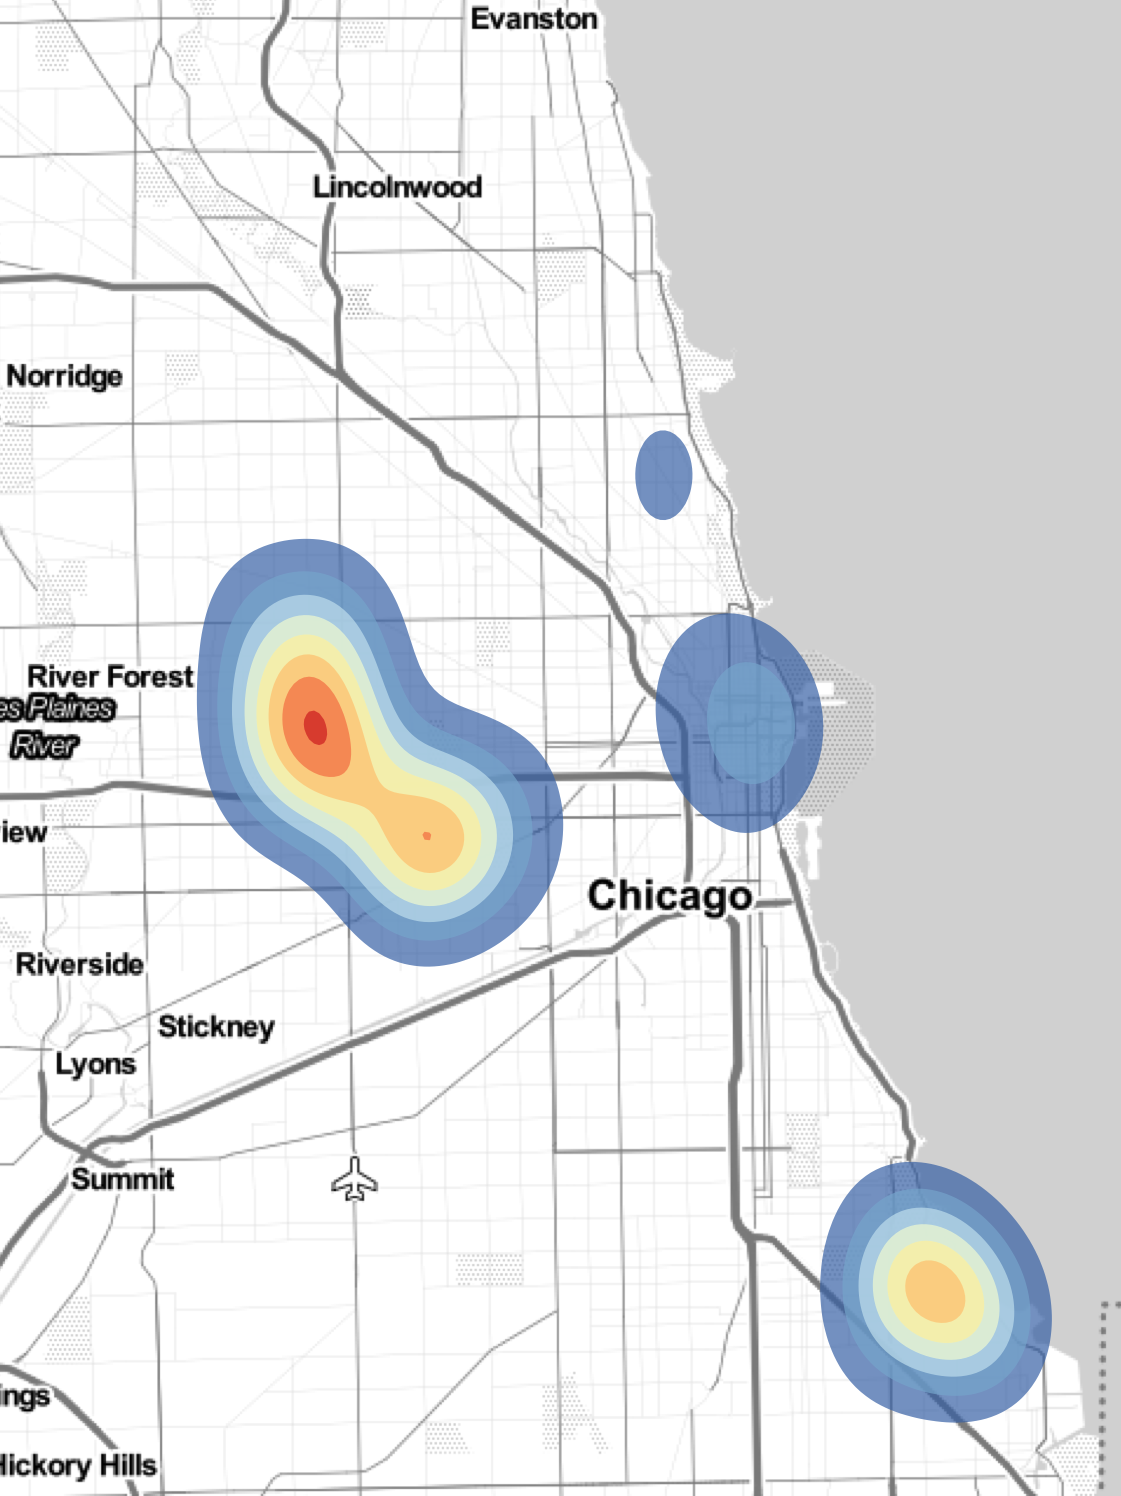 Evanston
Lincolnwood
Norridge
River Forest
es Plaines
River
iew
Chicago
Riverside
Stickney
Lyons
Summit
ings
Hickory Hills